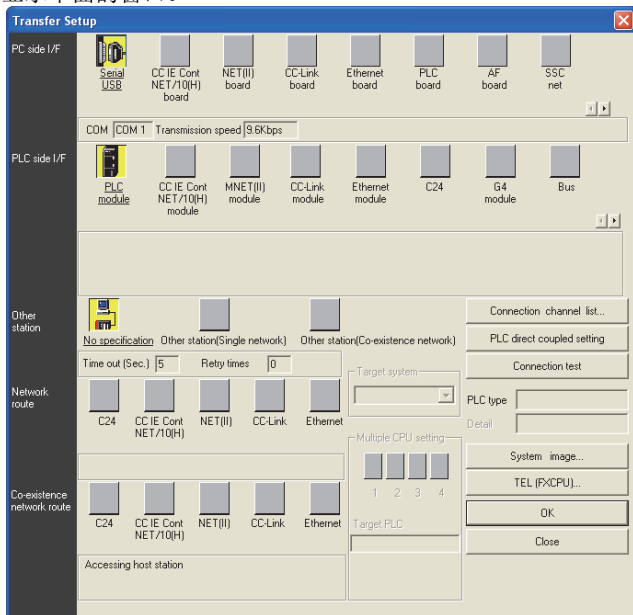 Transfer Setup
PC side I/F
Serial USB
CC IE Cont NET/10(H) board
NET(II) board
CC-Link board
Ethernet board
PLC board
AF board
SSC net
COM COM 1 Transmission speed 9.6Kbps
PLC side I/F
PLC module
CC IE Cont NET/10(H) module
MNET(II) module
CC-Link module
Ethernet module
C24
G4 module
Bus
Other station
No specification
Other station(Single network)
Other station(Co-existence network)
Time out (Sec.) 5 Retry times 0
Target system
Connection channel list...
PLC direct coupled setting
Connection test
PLC type
Detail
Network route
C24
CC IE Cont NET/10(H)
NET(II)
CC-Link
Ethernet
Multiple CPU setting
1 2 3 4
Target PLC
System image...
TEL (FXCPU)...
OK
Close
Co-existence network route
C24
CC IE Cont NET/10(H)
NET(II)
CC-Link
Ethernet
Accessing host station